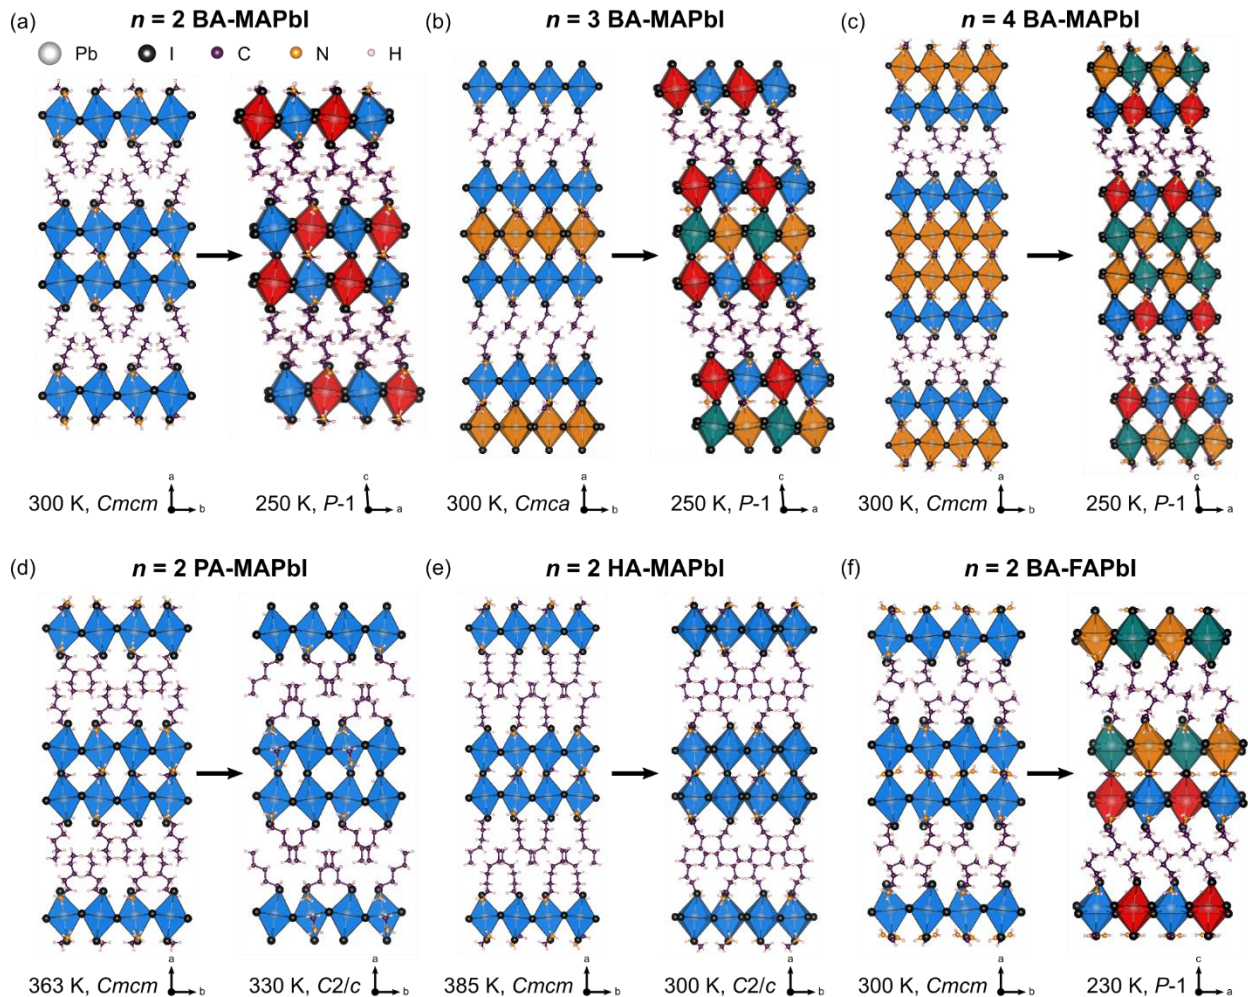 (a) n = 2 BA-MAPbI
Pb I C N H
300 K, Cmcm
a
b
250 K, P-1
c
a
(b) n = 3 BA-MAPbI
300 K, Cmca
a
b
250 K, P-1
c
a
(c) n = 4 BA-MAPbI
300 K, Cmcm
a
b
250 K, P-1
c
a
(d) n = 2 PA-MAPbI
363 K, Cmcm
a
b
330 K, C2/c
a
b
(e) n = 2 HA-MAPbI
385 K, Cmcm
a
b
300 K, C2/c
a
b
(f) n = 2 BA-FAPbI
300 K, Cmcm
a
b
230 K, P-1
c
a